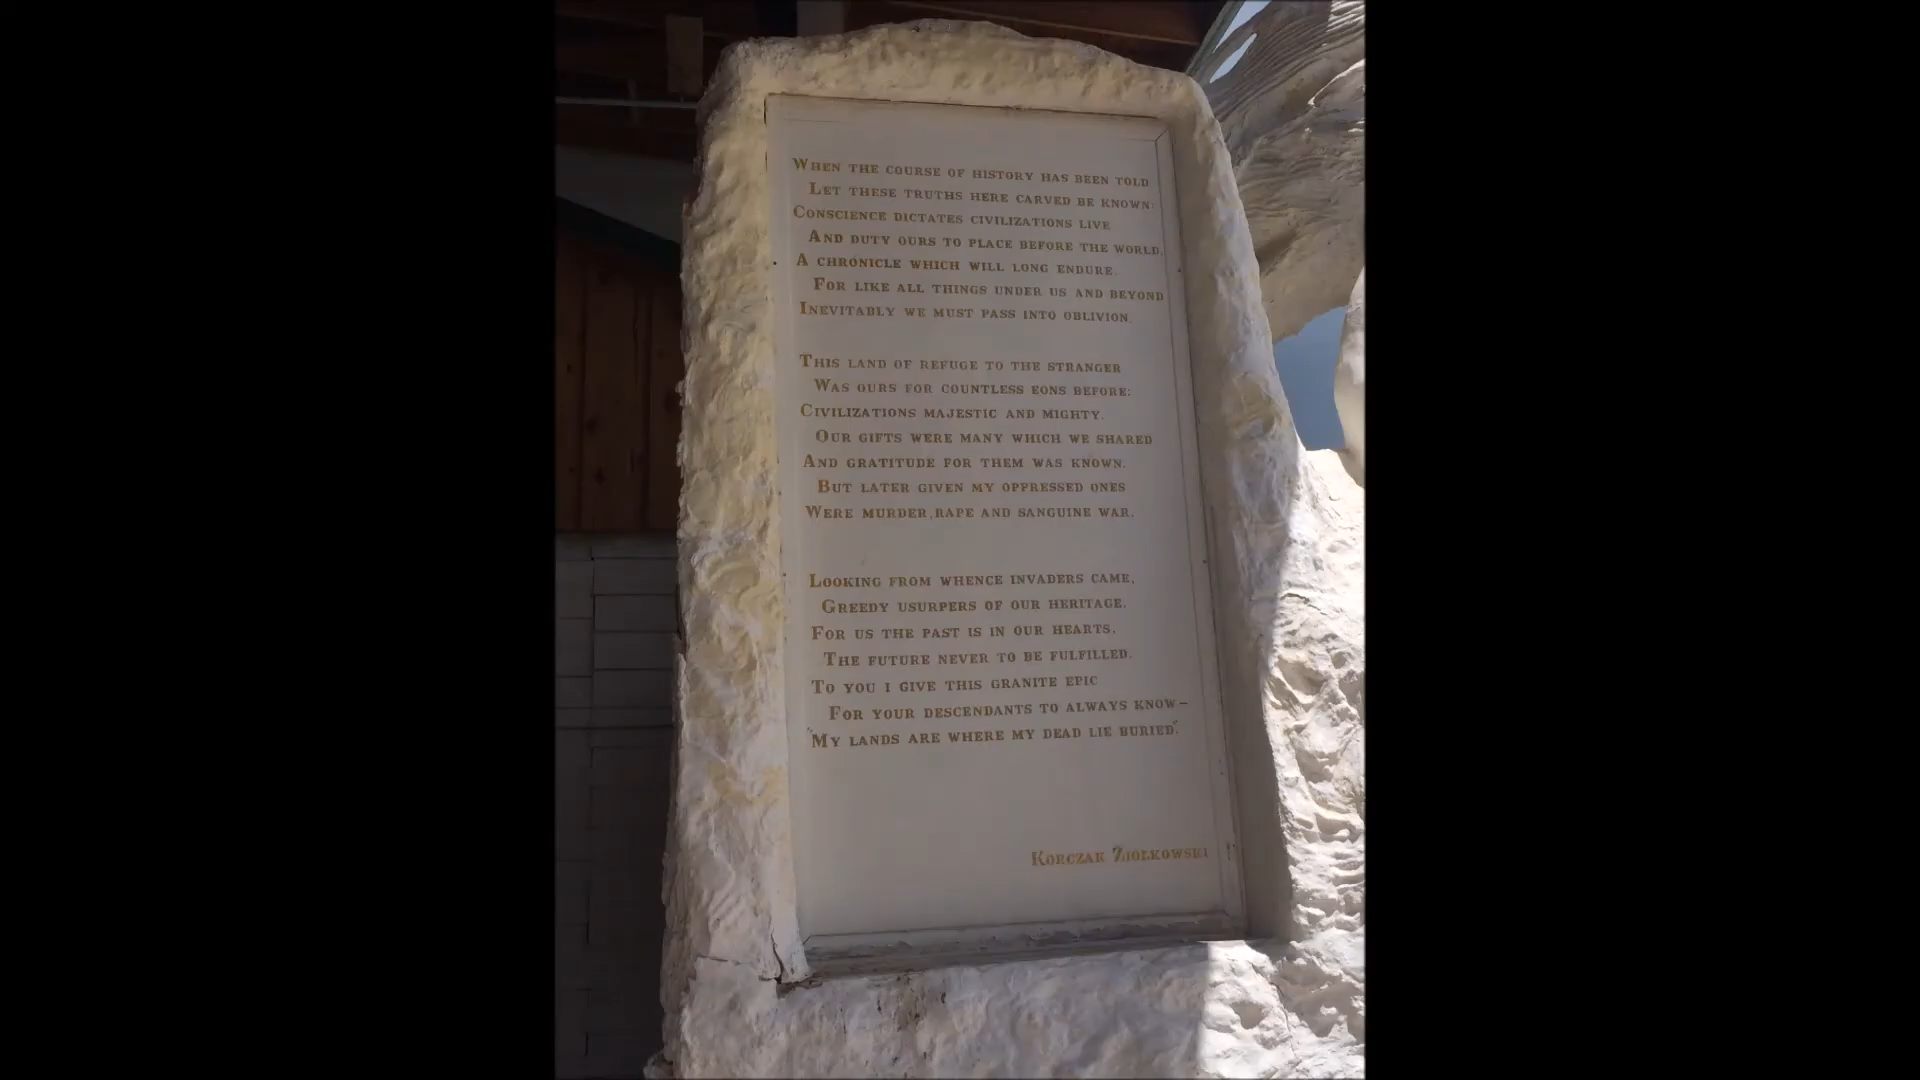 WHEN THE COURSE OF HISTORY HAS BEEN TOLD
LET THESE TRUTHS HERE CARVED BE KNOWN:
CONSCIENCE DICTATES CIVILIZATIONS LIVE
AND DUTY OURS TO PLACE BEFORE THE WORLD,
A CHRONICLE WHICH WILL LONG ENDURE.
FOR LIKE ALL THINGS UNDER US AND BEYOND
INEVITABLY WE MUST PASS INTO OBLIVION.
THIS LAND OF REFUGE TO THE STRANGER
WAS OURS FOR COUNTLESS EONS BEFORE:
CIVILIZATIONS MAJESTIC AND MIGHTY.
OUR GIFTS WERE MANY WHICH WE SHARED
AND GRATITUDE FOR THEM WAS KNOWN.
BUT LATER GIVEN MY OPPRESSED ONES
WERE MURDER, RAPE AND SANGUINE WAR.
LOOKING FROM WHENCE INVADERS CAME,
GREEDY USURPERS OF OUR HERITAGE.
FOR US THE PAST IS IN OUR HEARTS.
THE FUTURE NEVER TO BE FULFILLED.
TO YOU I GIVE THIS GRANITE EPIC
FOR YOUR DESCENDANTS TO ALWAYS KNOW–
"MY LANDS ARE WHERE MY DEAD LIE BURIED."
KORCZAK ZIOLKOWSKI